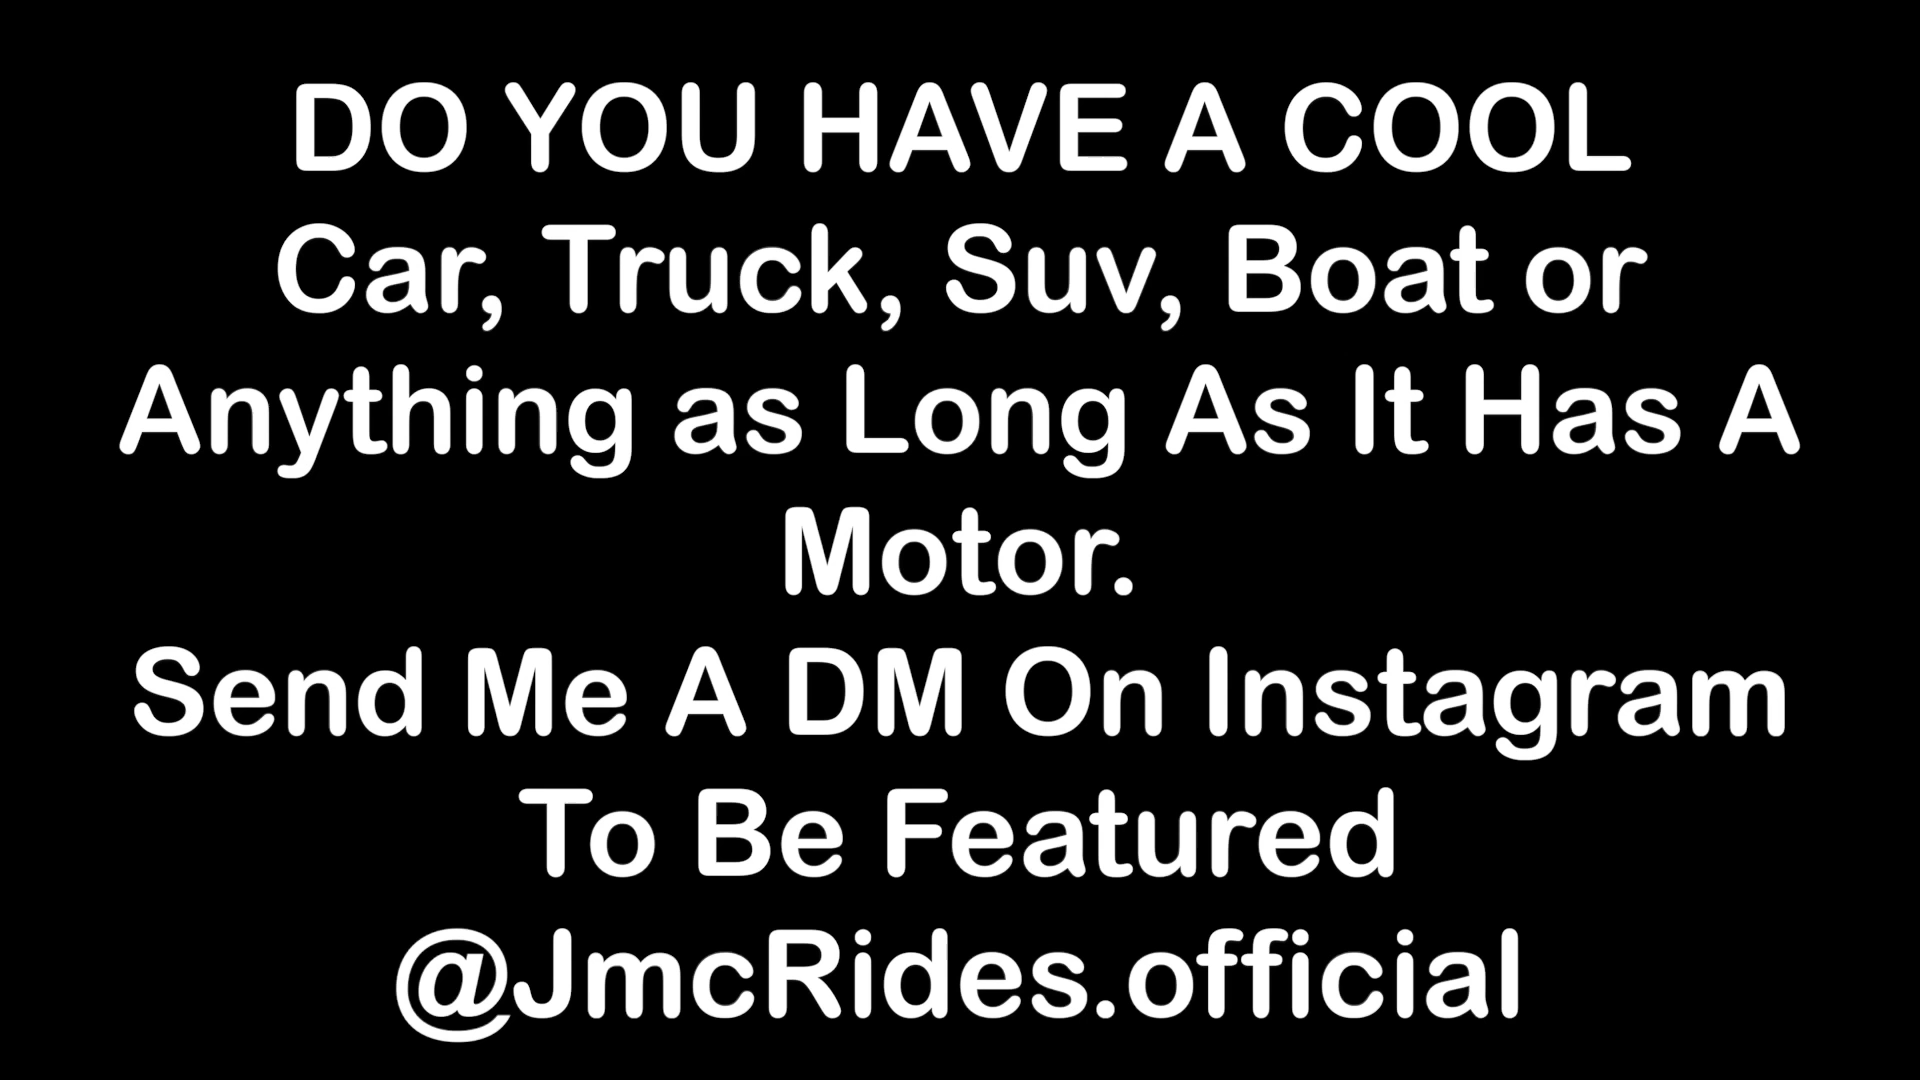 DO YOU HAVE A COOL
Car, Truck, Suv, Boat or
Anything as Long As It Has A
Motor.
Send Me A DM On Instagram
To Be Featured
@JmcRides.official